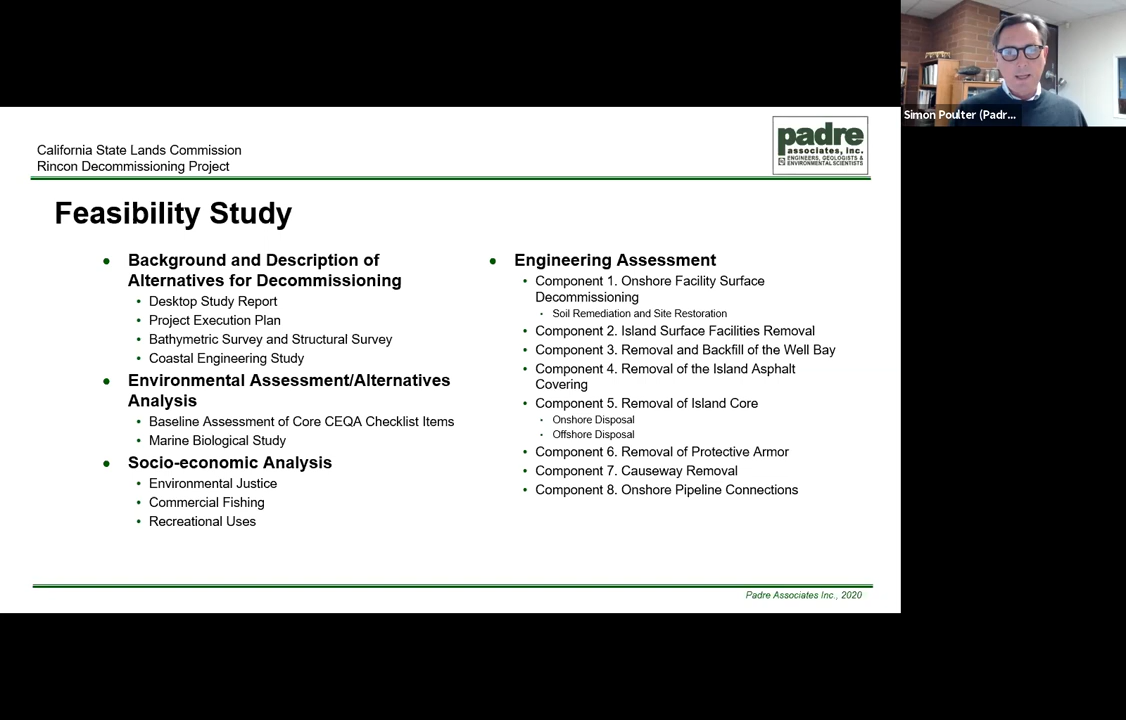 Simon Poulter (Padr...
California State Lands Commission
Rincon Decommissioning Project
padre
associates, inc.
ENGINEERS, GEOLOGISTS &
ENVIRONMENTAL SCIENTISTS
Feasibility Study
• Background and Description of
Alternatives for Decommissioning
• Desktop Study Report
• Project Execution Plan
• Bathymetric Survey and Structural Survey
• Coastal Engineering Study
• Environmental Assessment/Alternatives
Analysis
• Baseline Assessment of Core CEQA Checklist Items
• Marine Biological Study
• Socio-economic Analysis
• Environmental Justice
• Commercial Fishing
• Recreational Uses
• Engineering Assessment
• Component 1. Onshore Facility Surface
Decommissioning
• Soil Remediation and Site Restoration
• Component 2. Island Surface Facilities Removal
• Component 3. Removal and Backfill of the Well Bay
• Component 4. Removal of the Island Asphalt
Covering
• Component 5. Removal of Island Core
• Onshore Disposal
• Offshore Disposal
• Component 6. Removal of Protective Armor
• Component 7. Causeway Removal
• Component 8. Onshore Pipeline Connections
Padre Associates Inc., 2020